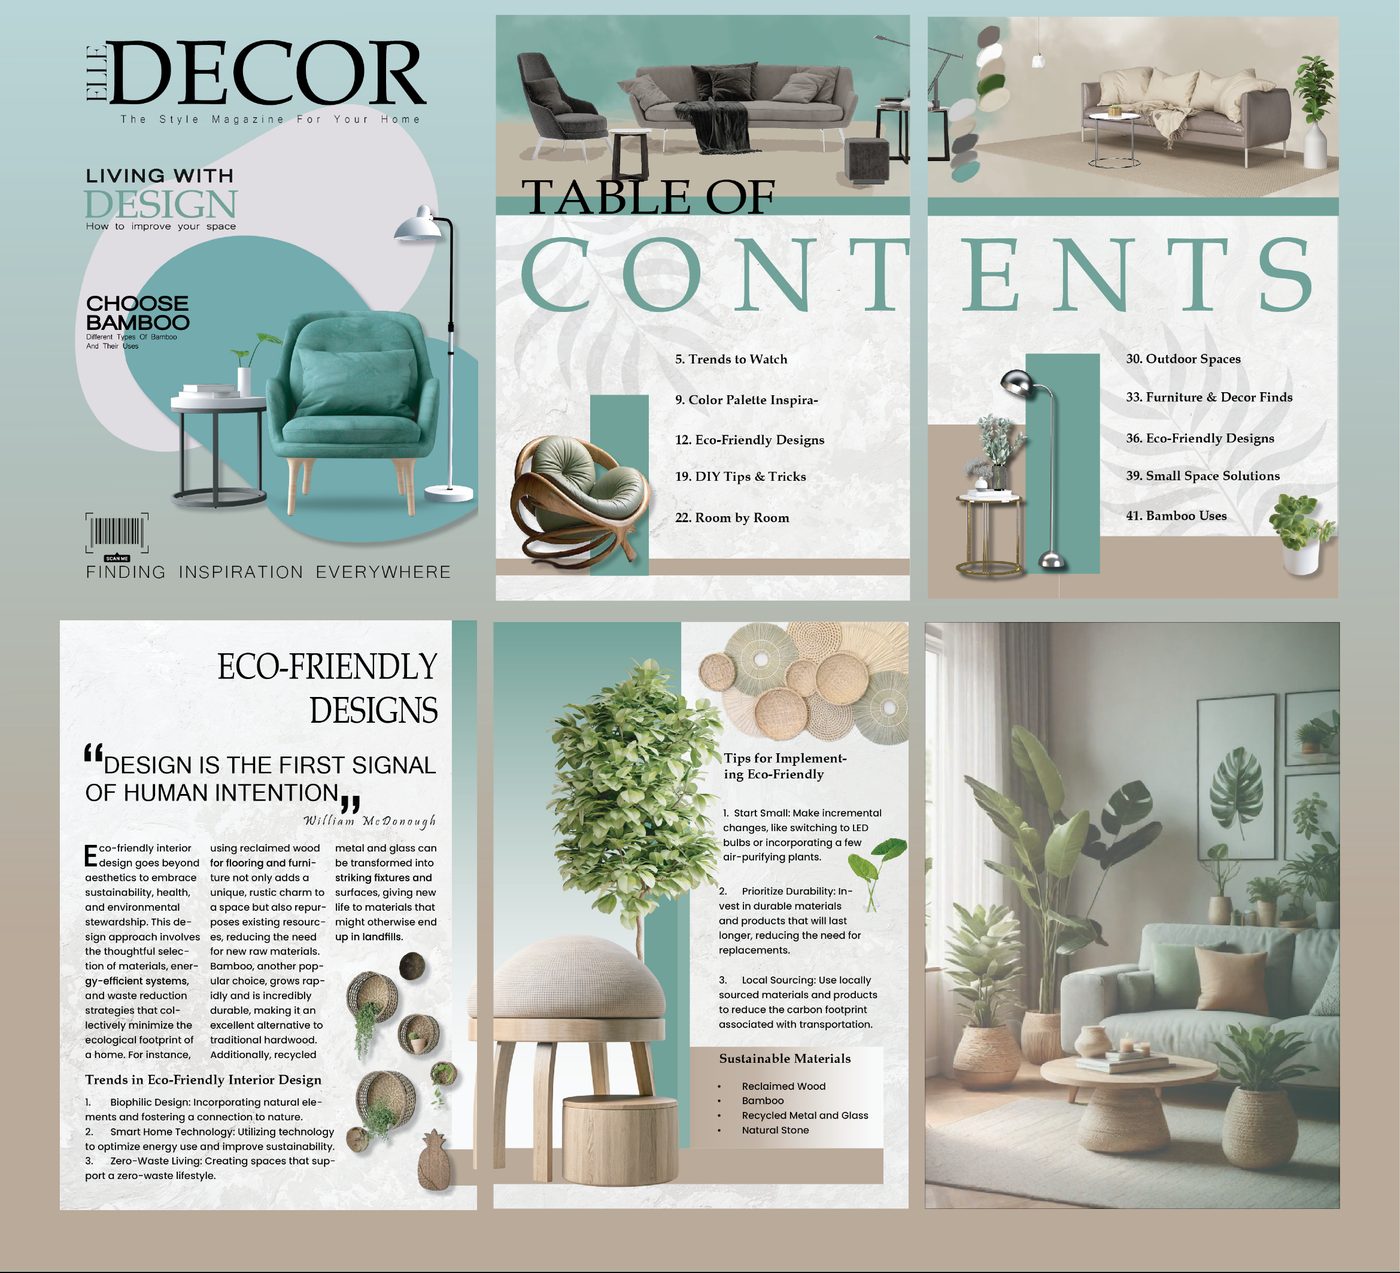 ELLE
DECOR
The Style Magazine For Your Home
LIVING WITH
DESIGN
How to improve your space
CHOOSE
BAMBOO
Different Types Of Bamboo
And Their Uses
SCAN ME
FINDING INSPIRATION EVERYWHERE
TABLE OF
CONTENTS
5. Trends to Watch
9. Color Palette Inspira-
12. Eco-Friendly Designs
19. DIY Tips & Tricks
22. Room by Room
30. Outdoor Spaces
33. Furniture & Decor Finds
36. Eco-Friendly Designs
39. Small Space Solutions
41. Bamboo Uses
ECO-FRIENDLY
DESIGNS
“DESIGN IS THE FIRST SIGNAL
OF HUMAN INTENTION„
William McDonough
Eco-friendly interior
design goes beyond
aesthetics to embrace
sustainability, health,
and environmental
stewardship. This de-
sign approach involves
the thoughtful selec-
tion of materials, ener-
gy-efficient systems,
and waste reduction
strategies that col-
lectively minimize the
ecological footprint of
a home. For instance,
using reclaimed wood
for flooring and furni-
ture not only adds a
unique, rustic charm to
a space but also repur-
poses existing resourc-
es, reducing the need
for new raw materials.
Bamboo, another pop-
ular choice, grows rap-
idly and is incredibly
durable, making it an
excellent alternative to
traditional hardwood.
Additionally, recycled
metal and glass can
be transformed into
striking fixtures and
surfaces, giving new
life to materials that
might otherwise end
up in landfills.
Trends in Eco-Friendly Interior Design
1. Biophilic Design: Incorporating natural ele-
ments and fostering a connection to nature.
2. Smart Home Technology: Utilizing technology
to optimize energy use and improve sustainability.
3. Zero-Waste Living: Creating spaces that sup-
port a zero-waste lifestyle.
Tips for Implement-
ing Eco-Friendly
1. Start Small: Make incremental
changes, like switching to LED
bulbs or incorporating a few
air-purifying plants.
2. Prioritize Durability: In-
vest in durable materials
and products that will last
longer, reducing the need for
replacements.
3. Local Sourcing: Use locally
sourced materials and products
to reduce the carbon footprint
associated with transportation.
Sustainable Materials
• Reclaimed Wood
• Bamboo
• Recycled Metal and Glass
• Natural Stone